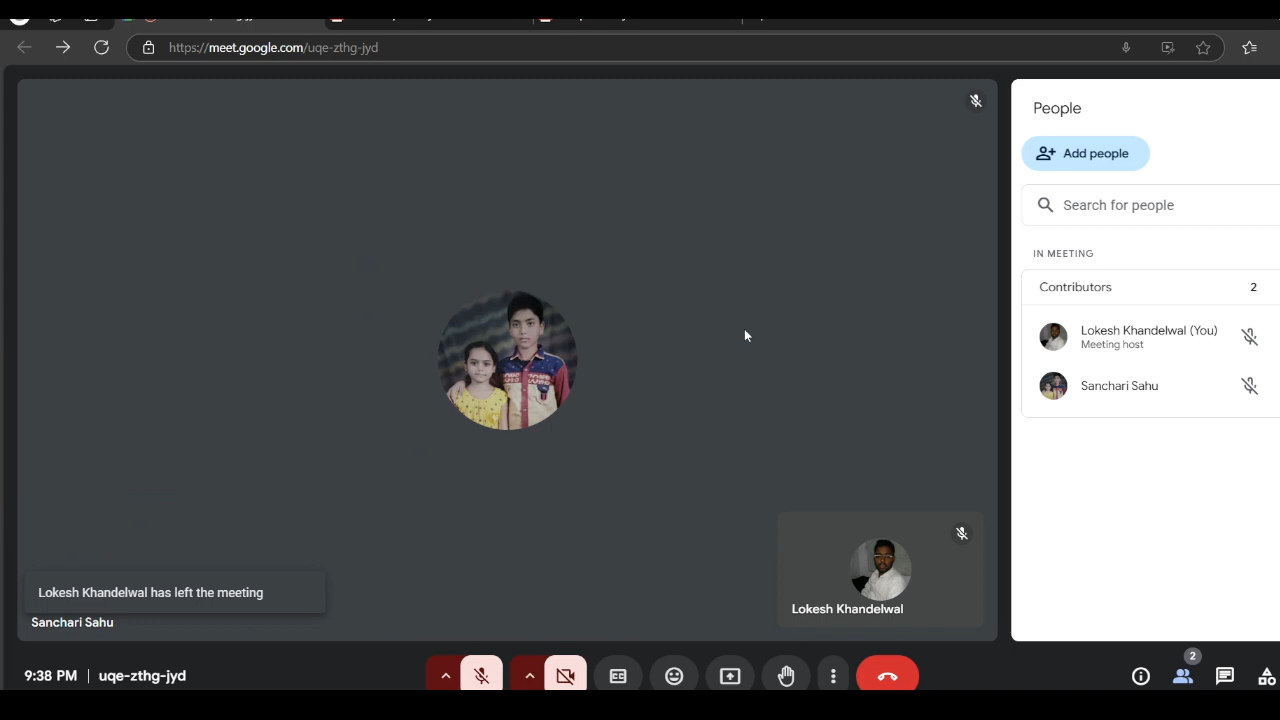 https://meet.google.com/uqe-zthg-jyd
People
Add people
Search for people
IN MEETING
Contributors 2
Lokesh Khandelwal (You)
Meeting host
Sanchari Sahu
Lokesh Khandelwal has left the meeting
Sanchari Sahu
Lokesh Khandelwal
9:38 PM | uqe-zthg-jyd
CC
2